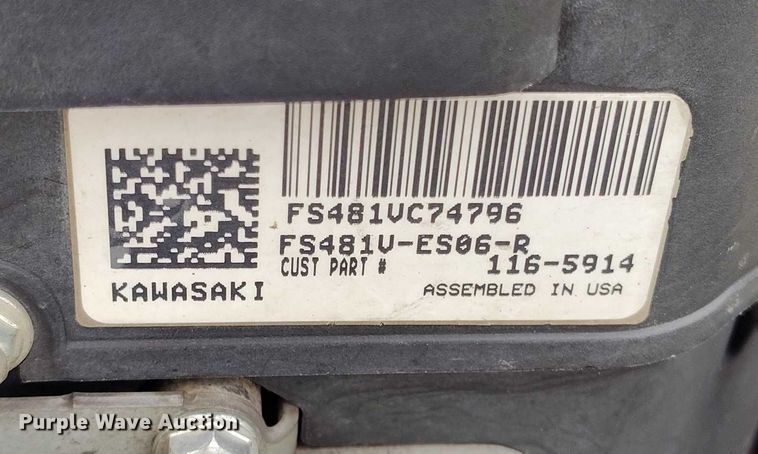 FS481VC74796
FS481V-ES06-R
CUST PART # 116-5914
KAWASAKI
ASSEMBLED IN USA
Purple Wave Auction